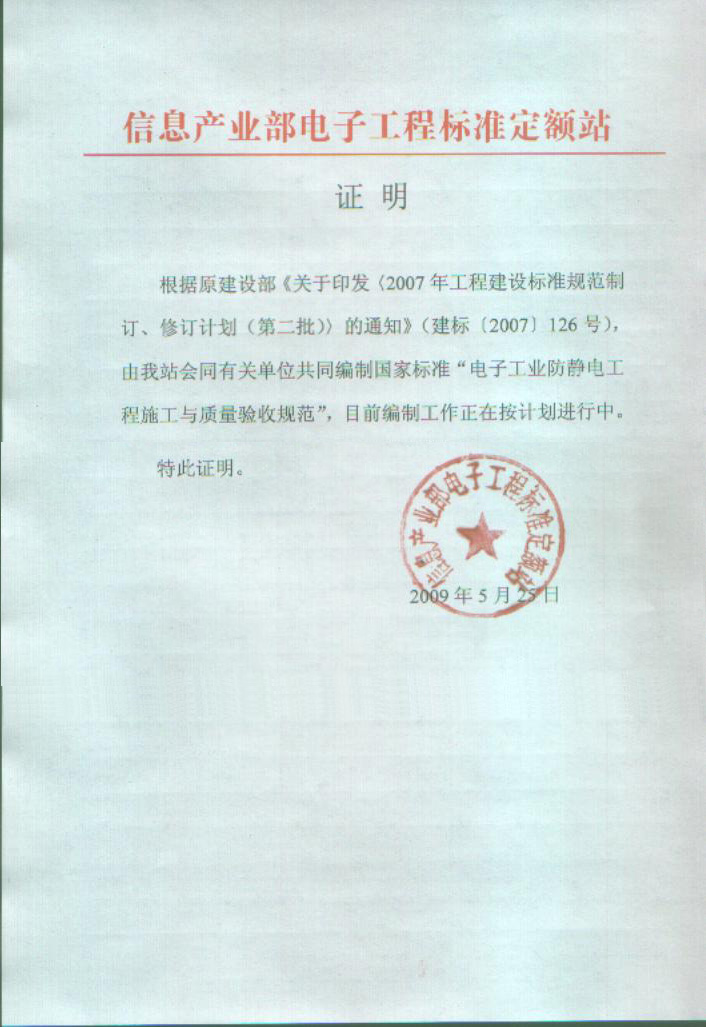 信息产业部电子工程标准定额站
证 明
根据原建设部《关于印发〈2007 年工程建设标准规范制
订、修订计划（第二批）〉的通知》（建标〔2007〕126 号），
由我站会同有关单位共同编制国家标准“电子工业防静电工
程施工与质量验收规范”，目前编制工作正在按计划进行中。
特此证明。
信息产业部电子工程标准定额站
2009 年 5 月 25 日